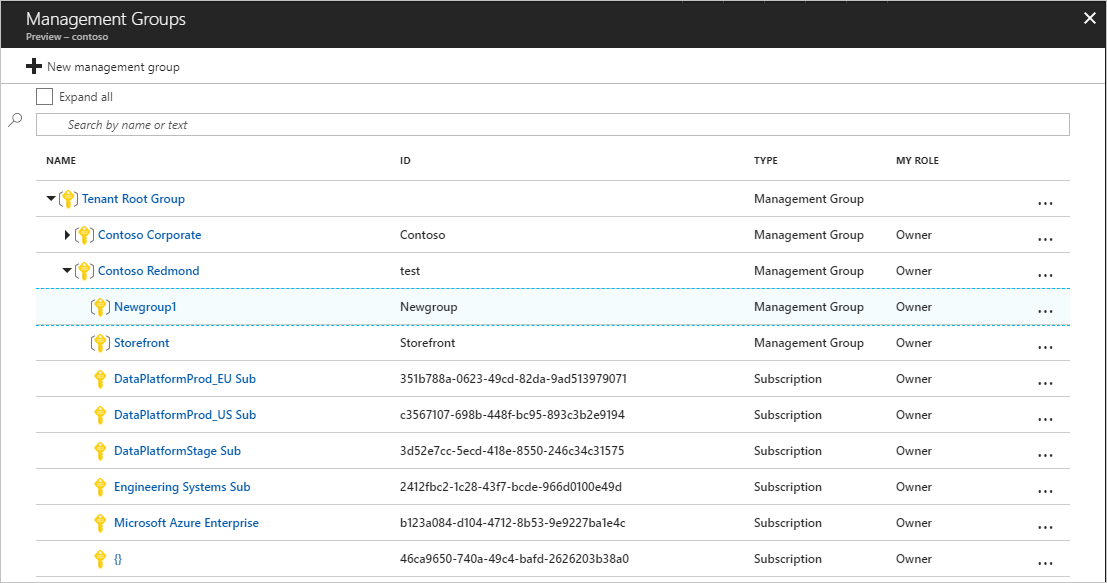 Management Groups
Preview – contoso
New management group
Expand all
Search by name or text
NAME ID TYPE MY ROLE
Tenant Root Group Management Group ...
Contoso Corporate Contoso Management Group Owner ...
Contoso Redmond test Management Group Owner ...
Newgroup1 Newgroup Management Group Owner ...
Storefront Storefront Management Group Owner ...
DataPlatformProd_EU Sub 351b788a-0623-49cd-82da-9ad513979071 Subscription Owner ...
DataPlatformProd_US Sub c3567107-698b-448f-bc95-893c3b2e9194 Subscription Owner ...
DataPlatformStage Sub 3d52e7cc-5ecd-418e-8550-246c34c31575 Subscription Owner ...
Engineering Systems Sub 2412fbc2-1c28-43f7-bcde-966d0100e49d Subscription Owner ...
Microsoft Azure Enterprise b123a084-d104-4712-8b53-9e9227ba1e4c Subscription Owner ...
{} 46ca9650-740a-49c4-bafd-2626203b38a0 Subscription Owner ...